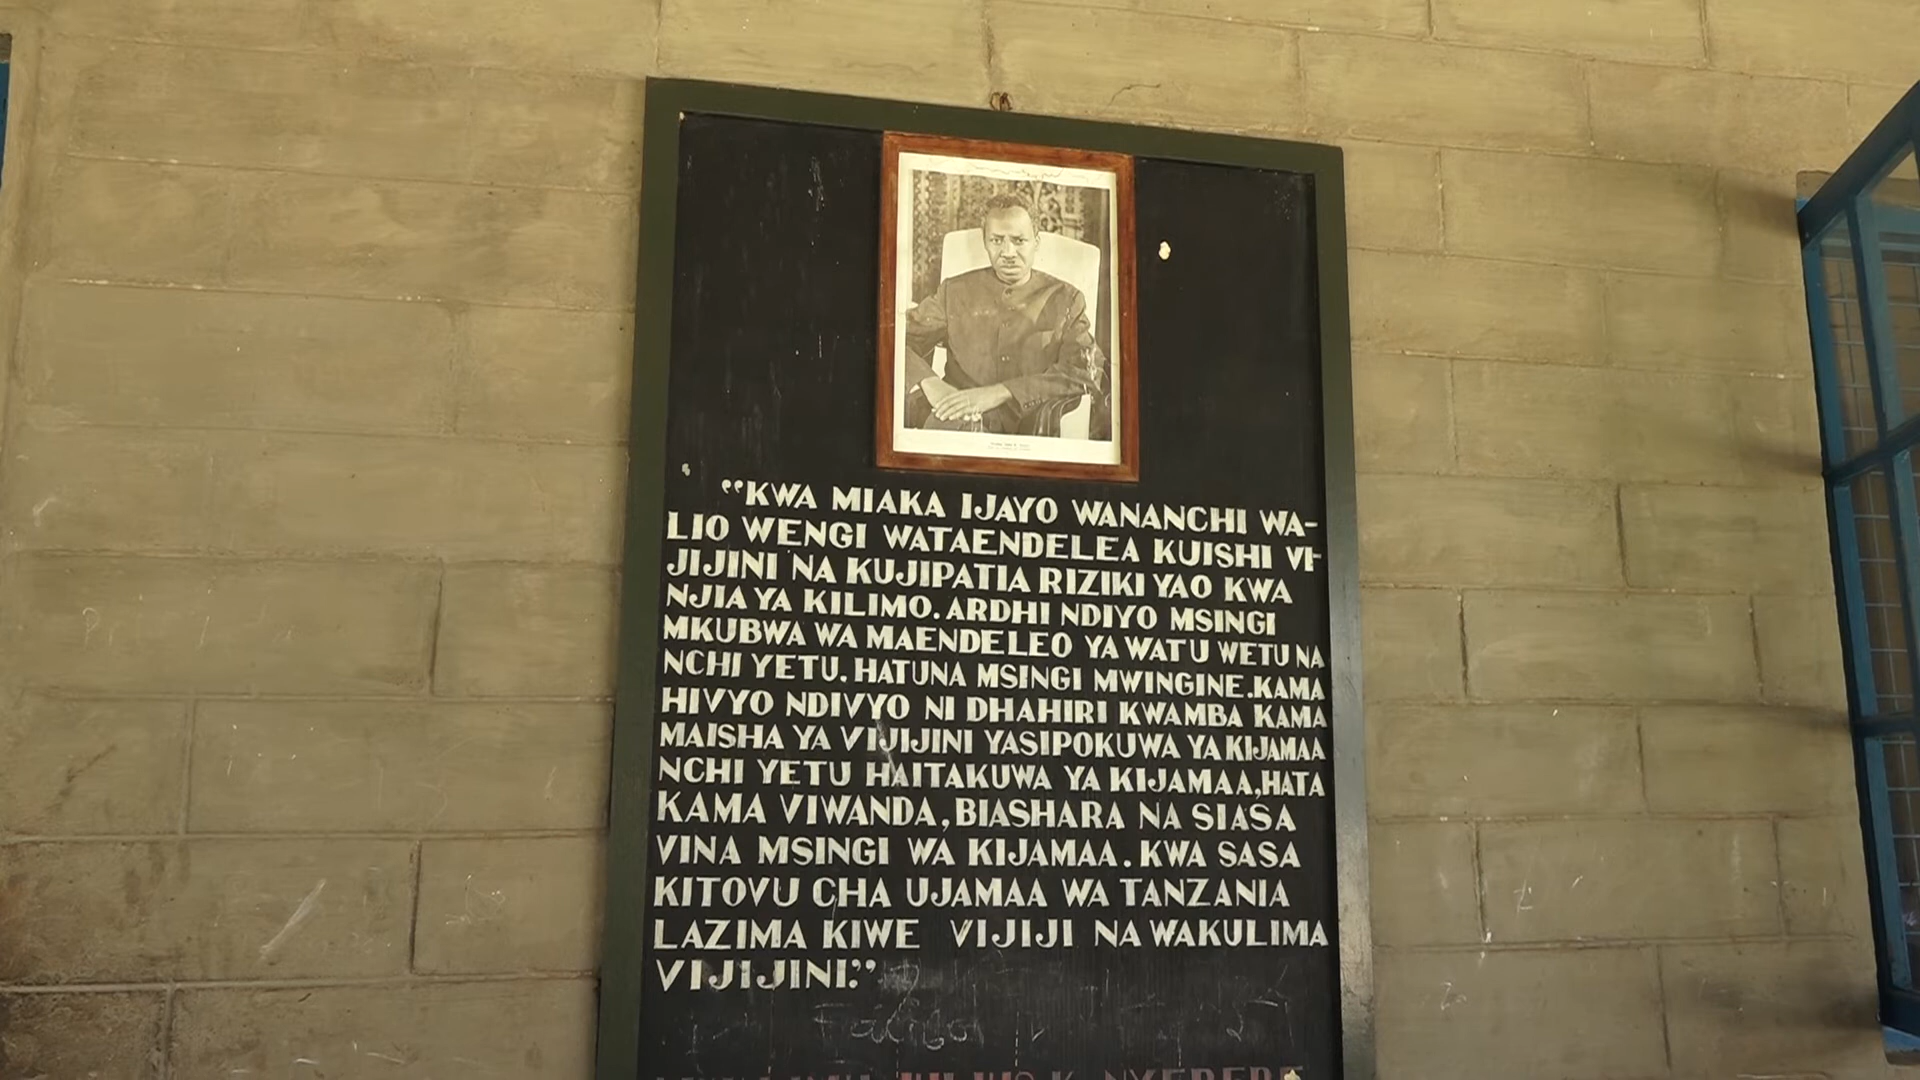 “KWA MIAKA IJAYO WANANCHI WA-
LIO WENGI WATAENDELEA KUISHI VI-
JIJINI NA KUJIPATIA RIZIKI YAO KWA
NJIA YA KILIMO. ARDHI NDIYO MSINGI
MKUBWA WA MAENDELEO YA WATU WETU NA
NCHI YETU. HATUNA MSINGI MWINGINE. KAMA
HIVYO NDIVYO NI DHAHIRI KWAMBA KAMA
MAISHA YA VIJIJINI YASIPOKUWA YA KIJAMAA
NCHI YETU HAITAKUWA YA KIJAMAA, HATA
KAMA VIWANDA, BIASHARA NA SIASA
VINA MSINGI WA KIJAMAA. KWA SASA
KITOVU CHA UJAMAA WA TANZANIA
LAZIMA KIWE VIJIJI NA WAKULIMA
VIJIJINI.”
JULIUS K. NYERERE